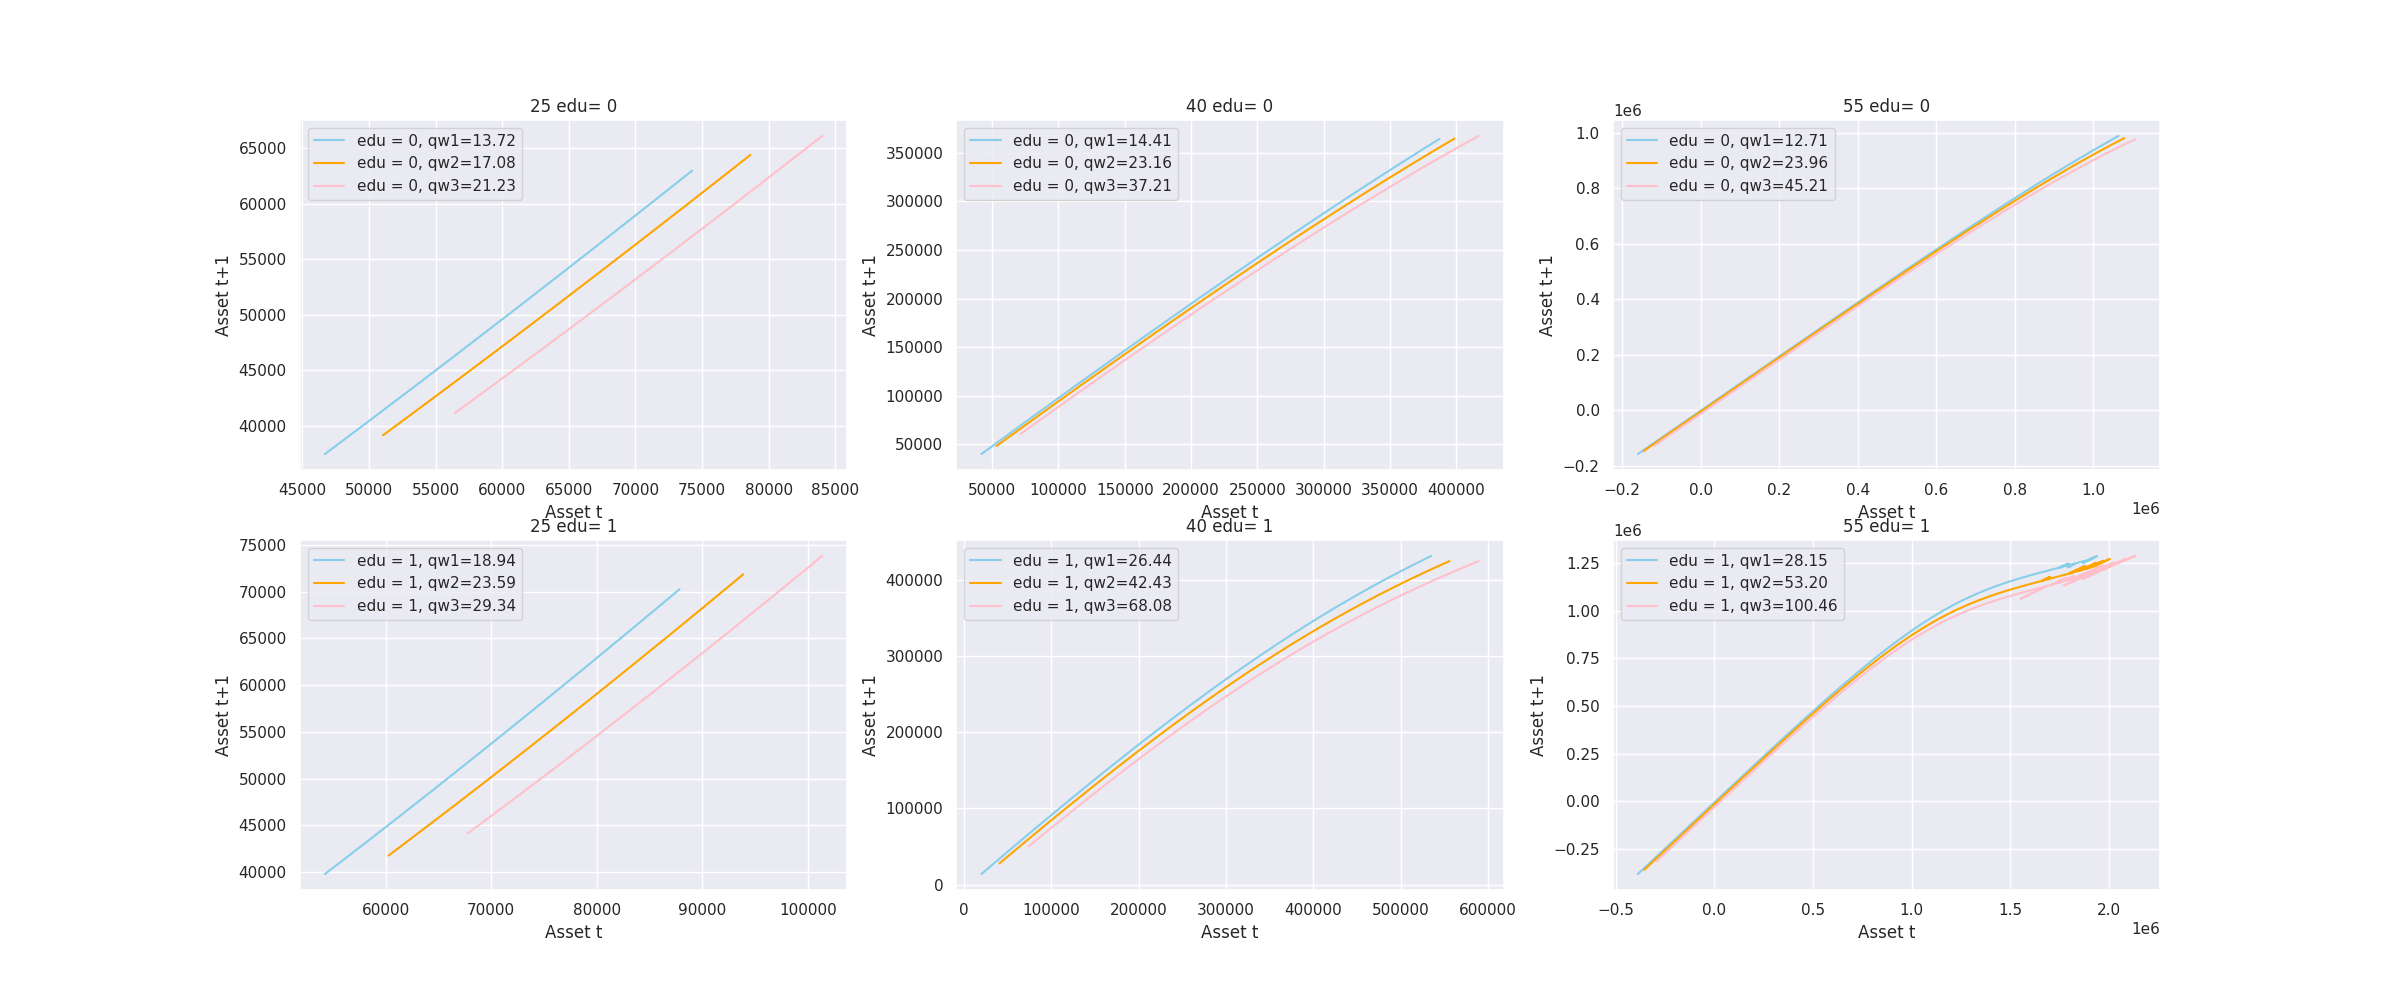 25 edu= 0
edu = 0, qw1=13.72
edu = 0, qw2=17.08
edu = 0, qw3=21.23
Asset t+1
65000
60000
55000
50000
45000
40000
45000 50000 55000 60000 65000 70000 75000 80000 85000
Asset t
40 edu= 0
edu = 0, qw1=14.41
edu = 0, qw2=23.16
edu = 0, qw3=37.21
Asset t+1
350000
300000
250000
200000
150000
100000
50000
50000 100000 150000 200000 250000 300000 350000 400000
Asset t
55 edu= 0
1e6
edu = 0, qw1=12.71
edu = 0, qw2=23.96
edu = 0, qw3=45.21
Asset t+1
1.0
0.8
0.6
0.4
0.2
0.0
−0.2
−0.2 0.0 0.2 0.4 0.6 0.8 1.0
1e6
Asset t
25 edu= 1
edu = 1, qw1=18.94
edu = 1, qw2=23.59
edu = 1, qw3=29.34
Asset t+1
75000
70000
65000
60000
55000
50000
45000
40000
60000 70000 80000 90000 100000
Asset t
40 edu= 1
edu = 1, qw1=26.44
edu = 1, qw2=42.43
edu = 1, qw3=68.08
Asset t+1
400000
300000
200000
100000
0
0 100000 200000 300000 400000 500000 600000
Asset t
55 edu= 1
1e6
edu = 1, qw1=28.15
edu = 1, qw2=53.20
edu = 1, qw3=100.46
Asset t+1
1.25
1.00
0.75
0.50
0.25
0.00
−0.25
−0.5 0.0 0.5 1.0 1.5 2.0
1e6
Asset t